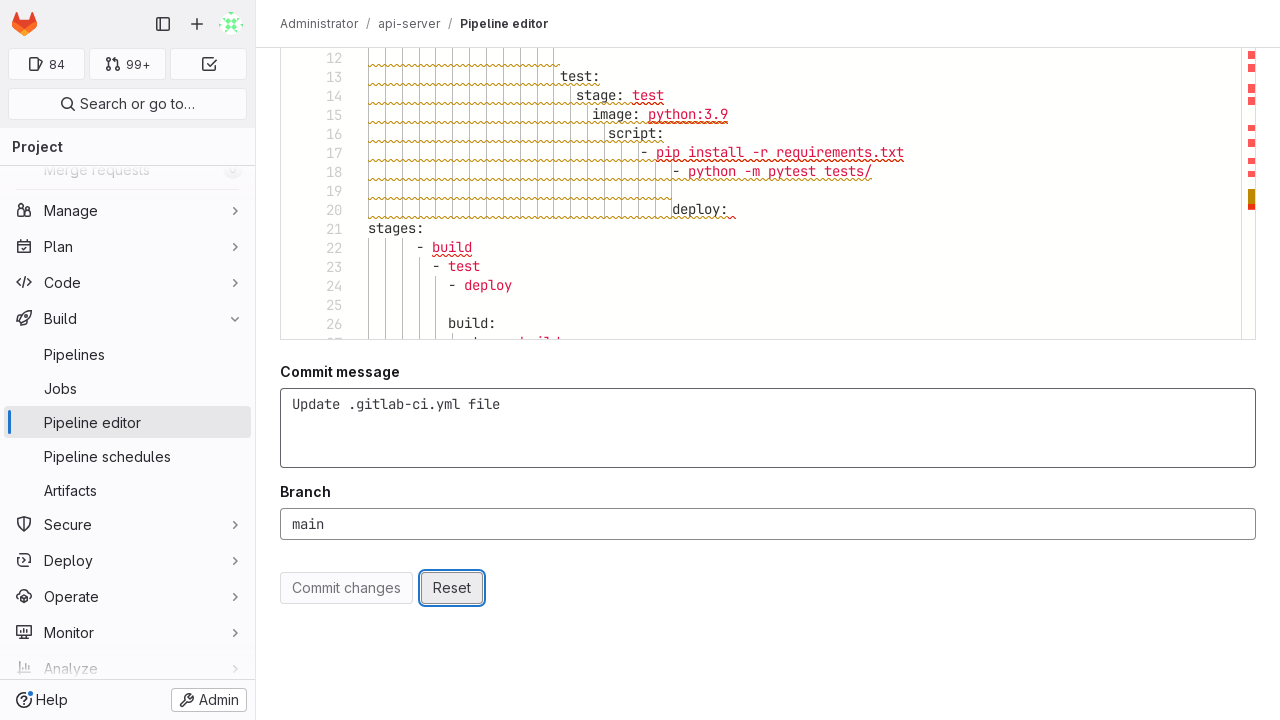 84
99+
Search or go to…
Project
Merge requests
Manage
Plan
Code
Build
Pipelines
Jobs
Pipeline editor
Pipeline schedules
Artifacts
Secure
Deploy
Operate
Monitor
Analyze
Help
Admin
Administrator / api-server / Pipeline editor
12
13 test:
14 stage: test
15 image: python:3.9
16 script:
17 - pip install -r requirements.txt
18 - python -m pytest tests/
19
20 deploy:
21 stages:
22 - build
23 - test
24 - deploy
25
26 build:
Commit message
Update .gitlab-ci.yml file
Branch
main
Commit changes
Reset